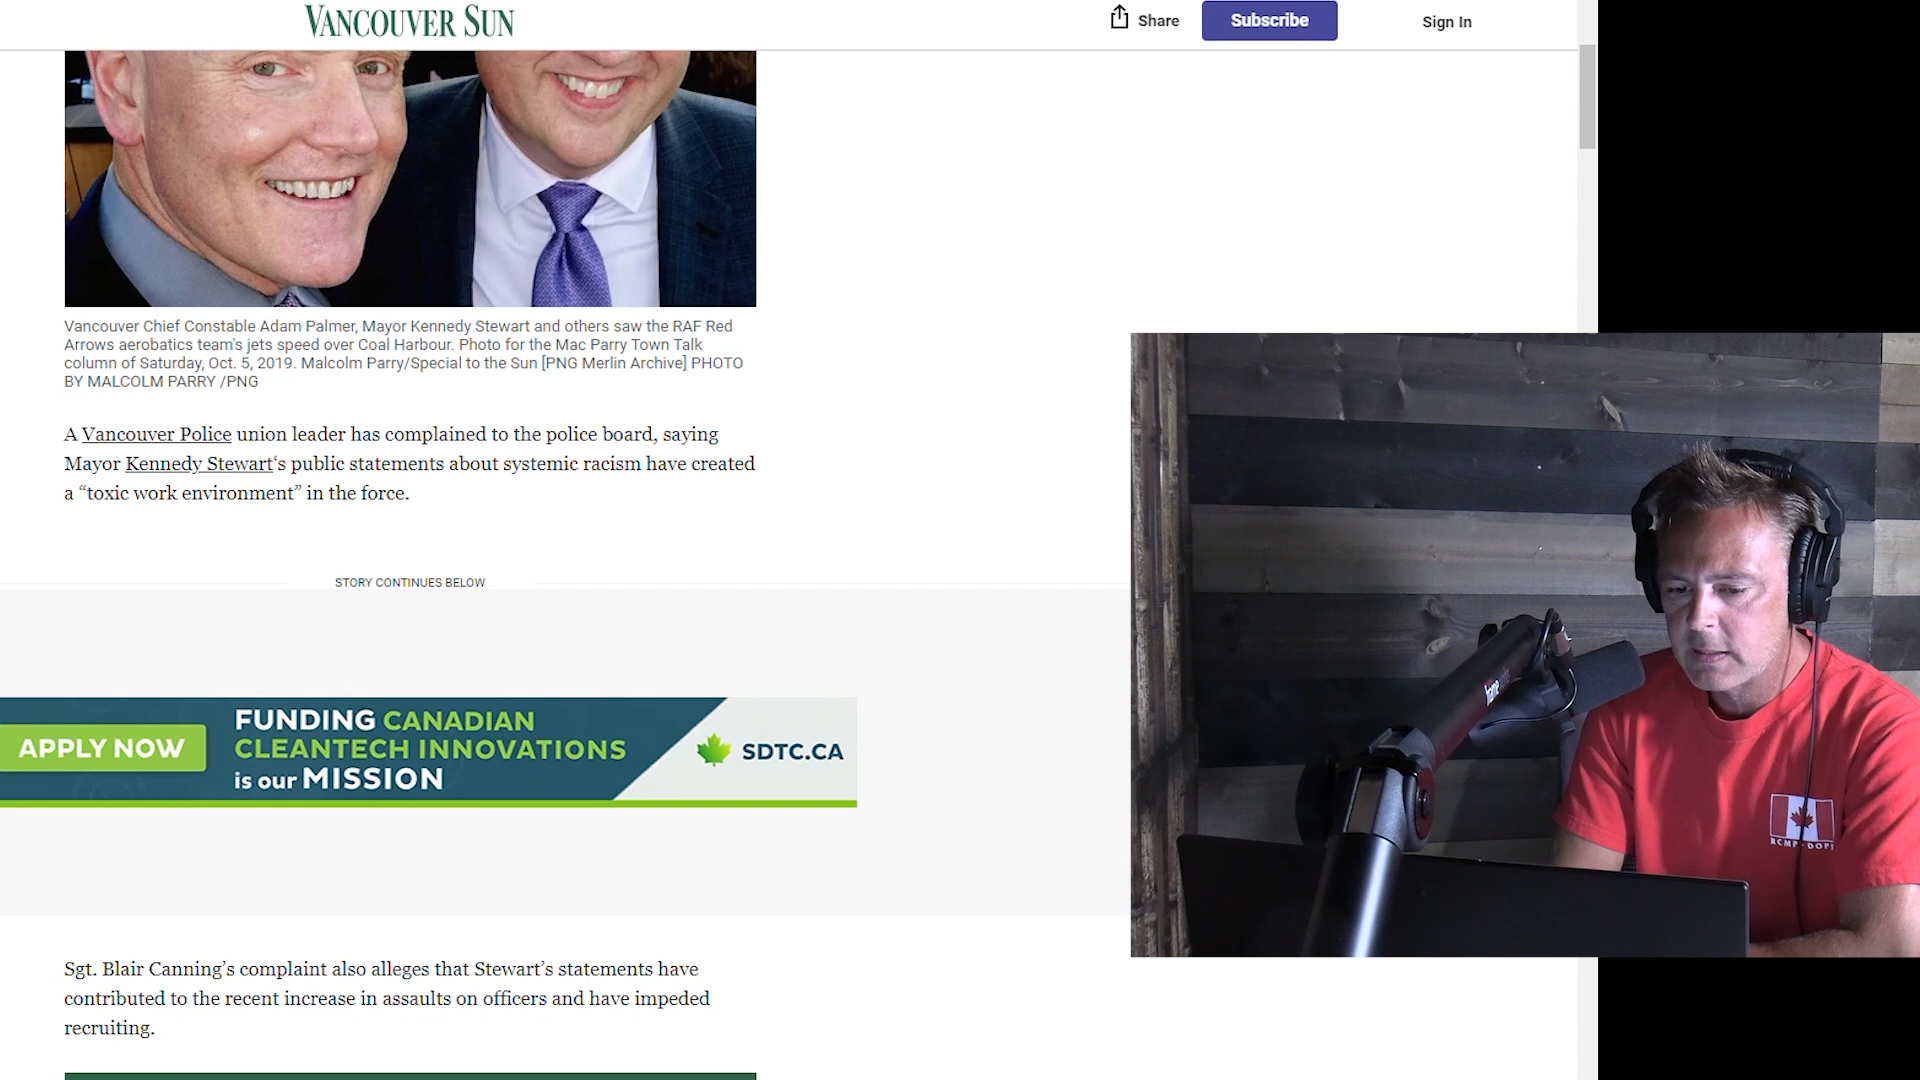 VANCOUVER SUN
Share
Subscribe
Sign In
Vancouver Chief Constable Adam Palmer, Mayor Kennedy Stewart and others saw the RAF Red
Arrows aerobatics team's jets speed over Coal Harbour. Photo for the Mac Parry Town Talk
column of Saturday, Oct. 5, 2019. Malcolm Parry/Special to the Sun [PNG Merlin Archive] PHOTO
BY MALCOLM PARRY /PNG
A Vancouver Police union leader has complained to the police board, saying
Mayor Kennedy Stewart‘s public statements about systemic racism have created
a “toxic work environment” in the force.
STORY CONTINUES BELOW
APPLY NOW
FUNDING CANADIAN
CLEANTECH INNOVATIONS
is our MISSION
SDTC.CA
Sgt. Blair Canning’s complaint also alleges that Stewart’s statements have
contributed to the recent increase in assaults on officers and have impeded
recruiting.
RCMP